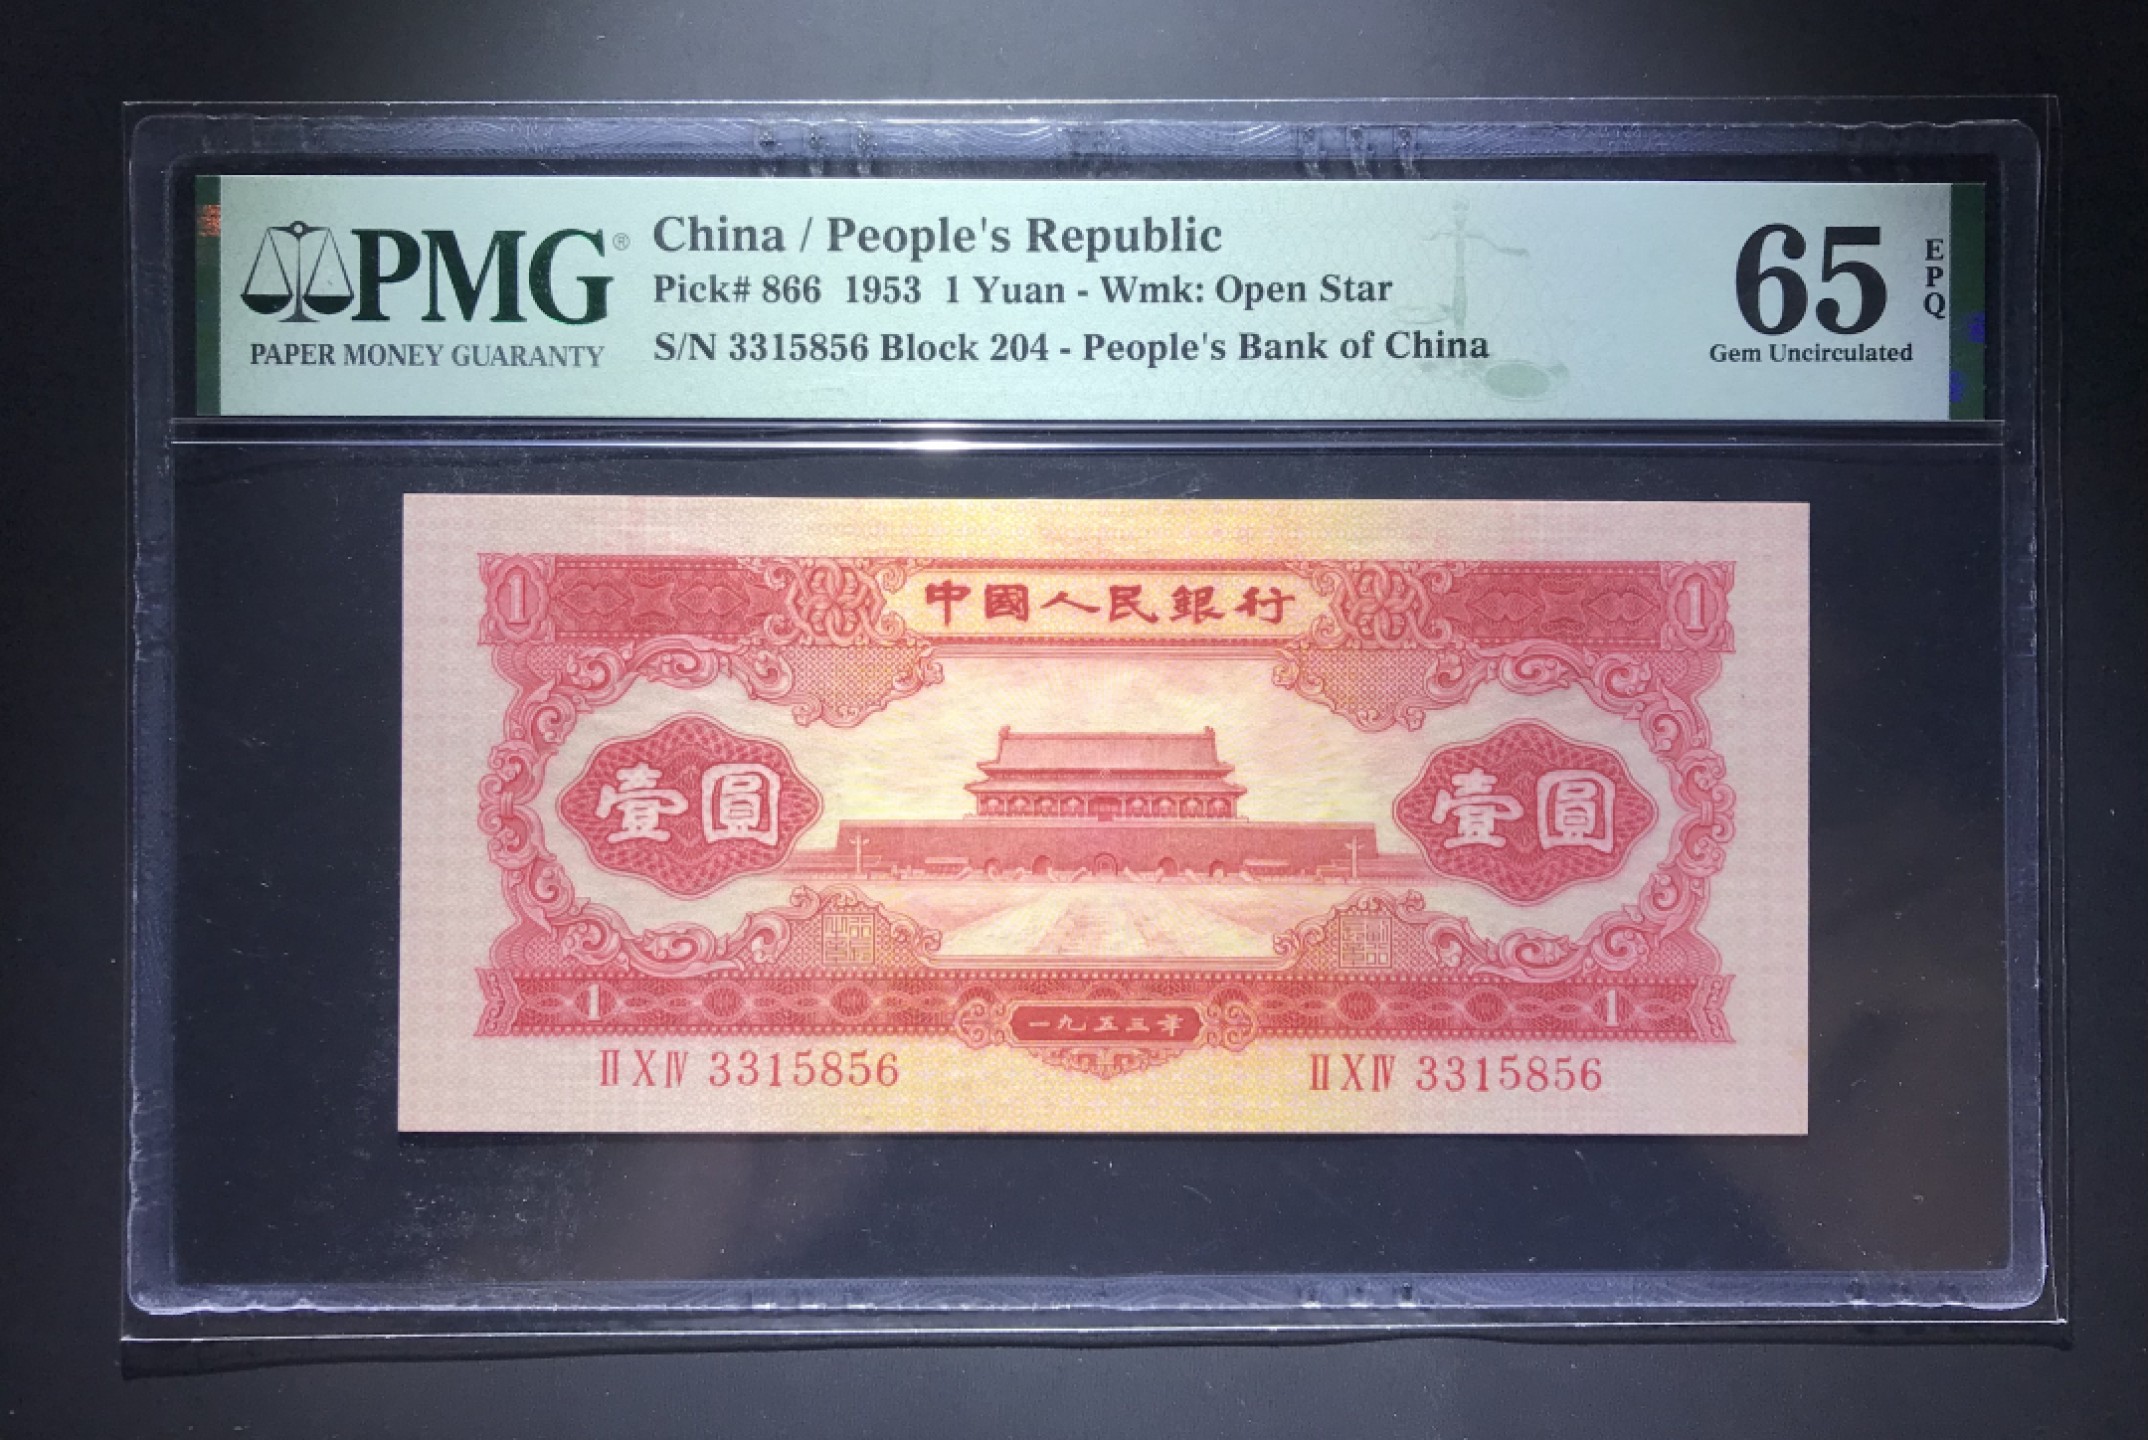 PMG®
PAPER MONEY GUARANTY
China / People's Republic
Pick# 866 1953 1 Yuan - Wmk: Open Star
S/N 3315856 Block 204 - People's Bank of China
65
EPQ
Gem Uncirculated
1 中國人民銀行 1
壹圓 壹圓
1 一九五三年 1
II X IV 3315856 II X IV 3315856